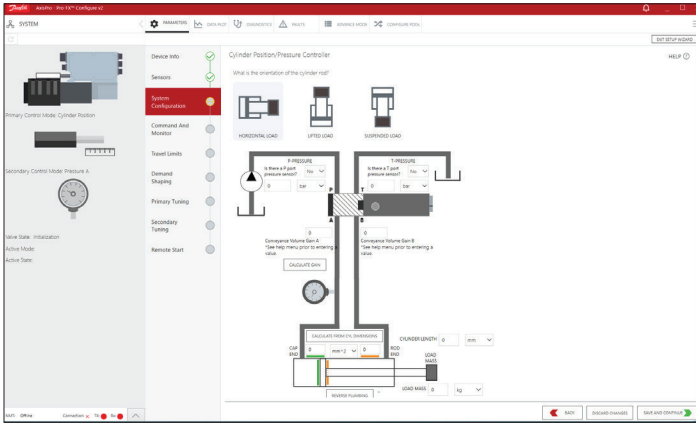 Danfoss AxisPro Pro-FX™ Configure v2
SYSTEM
PARAMETERS
DATA PLOT
DIAGNOSTICS
FAULTS
ADVANCE MODE
CONFIGURE PDOs
EXIT SETUP WIZARD
Primary Control Mode: Cylinder Position
Secondary Control Mode: Pressure A
Valve State: Initialization
Active Mode:
Active State:
Device Info
Sensors
System
Configuration
Command And
Monitor
Travel Limits
Demand
Shaping
Primary Tuning
Secondary
Tuning
Remote Start
Cylinder Position/Pressure Controller
HELP ?
What is the orientation of the cylinder rod?
HORIZONTAL LOAD
LIFTED LOAD
SUSPENDED LOAD
P-PRESSURE
Is there a P port
pressure sensor?
No
0
bar
T-PRESSURE
Is there a T port
pressure sensor?
No
0
bar
P
T
A
B
0
Conveyance Volume Gain A
*See help menu prior to entering a
value.
CALCULATE GAIN
0
Conveyance Volume Gain B
*See help menu prior to entering a
value.
CALCULATE FROM CYL DIMENSIONS
CYLINDER LENGTH 0 mm
CAP
END
0
mm^2
0
ROD
END
LOAD
MASS
LOAD MASS 0 kg
REVERSE PLUMBING
Offline
Connection: x TX: Rx:
BACK
DISCARD CHANGES
SAVE AND CONTINUE